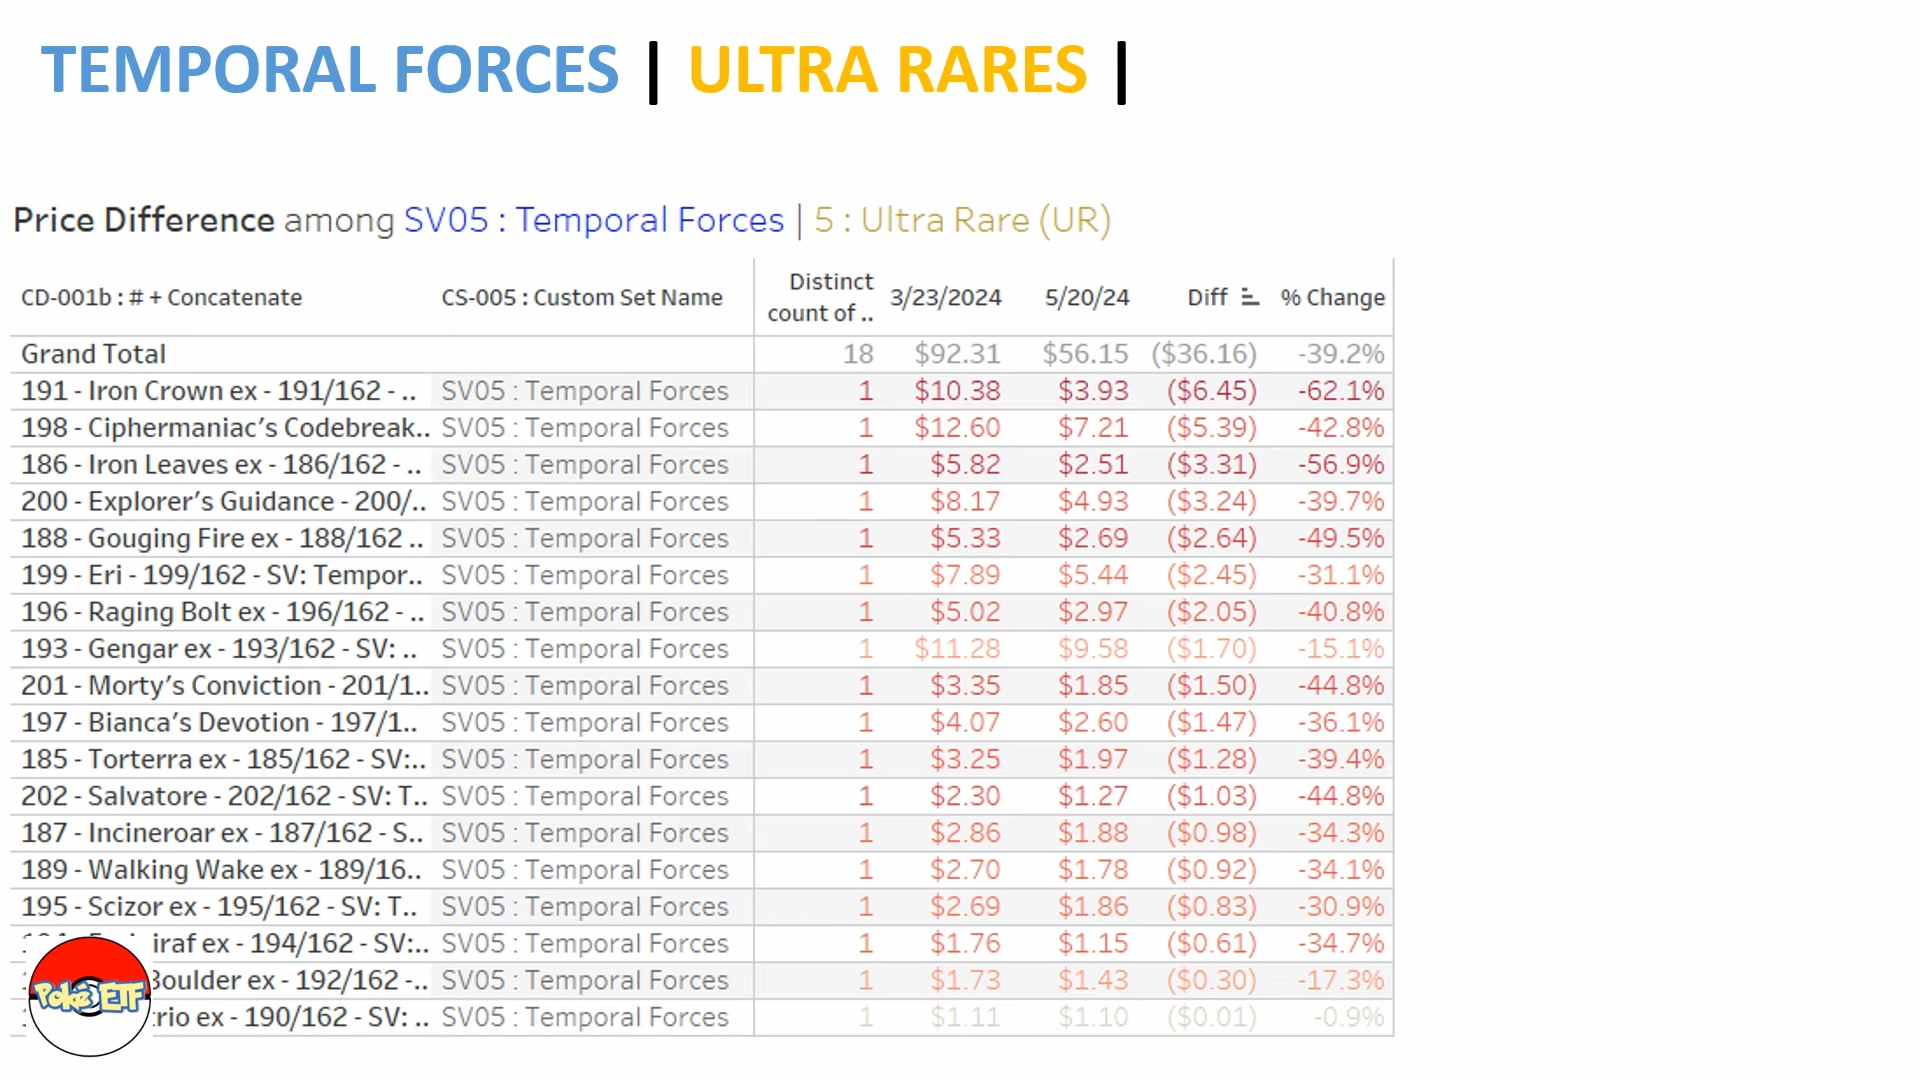 TEMPORAL FORCES | ULTRA RARES |
Price Difference among SV05 : Temporal Forces | 5 : Ultra Rare (UR)
CD-001b : # + Concatenate CS-005 : Custom Set Name Distinct count of .. 3/23/2024 5/20/24 Diff % Change
Grand Total 18 $92.31 $56.15 ($36.16) -39.2%
191 - Iron Crown ex - 191/162 - .. SV05 : Temporal Forces 1 $10.38 $3.93 ($6.45) -62.1%
198 - Ciphermaniac’s Codebreak.. SV05 : Temporal Forces 1 $12.60 $7.21 ($5.39) -42.8%
186 - Iron Leaves ex - 186/162 - .. SV05 : Temporal Forces 1 $5.82 $2.51 ($3.31) -56.9%
200 - Explorer’s Guidance - 200/.. SV05 : Temporal Forces 1 $8.17 $4.93 ($3.24) -39.7%
188 - Gouging Fire ex - 188/162 .. SV05 : Temporal Forces 1 $5.33 $2.69 ($2.64) -49.5%
199 - Eri - 199/162 - SV: Tempor.. SV05 : Temporal Forces 1 $7.89 $5.44 ($2.45) -31.1%
196 - Raging Bolt ex - 196/162 - .. SV05 : Temporal Forces 1 $5.02 $2.97 ($2.05) -40.8%
193 - Gengar ex - 193/162 - SV: .. SV05 : Temporal Forces 1 $11.28 $9.58 ($1.70) -15.1%
201 - Morty’s Conviction - 201/1.. SV05 : Temporal Forces 1 $3.35 $1.85 ($1.50) -44.8%
197 - Bianca’s Devotion - 197/1.. SV05 : Temporal Forces 1 $4.07 $2.60 ($1.47) -36.1%
185 - Torterra ex - 185/162 - SV:.. SV05 : Temporal Forces 1 $3.25 $1.97 ($1.28) -39.4%
202 - Salvatore - 202/162 - SV: T.. SV05 : Temporal Forces 1 $2.30 $1.27 ($1.03) -44.8%
187 - Incineroar ex - 187/162 - S.. SV05 : Temporal Forces 1 $2.86 $1.88 ($0.98) -34.3%
189 - Walking Wake ex - 189/16.. SV05 : Temporal Forces 1 $2.70 $1.78 ($0.92) -34.1%
195 - Scizor ex - 195/162 - SV: T.. SV05 : Temporal Forces 1 $2.69 $1.86 ($0.83) -30.9%
iraf ex - 194/162 - SV:.. SV05 : Temporal Forces 1 $1.76 $1.15 ($0.61) -34.7%
Boulder ex - 192/162 -.. SV05 : Temporal Forces 1 $1.73 $1.43 ($0.30) -17.3%
trio ex - 190/162 - SV: .. SV05 : Temporal Forces 1 $1.11 $1.10 ($0.01) -0.9%
Poké ETF